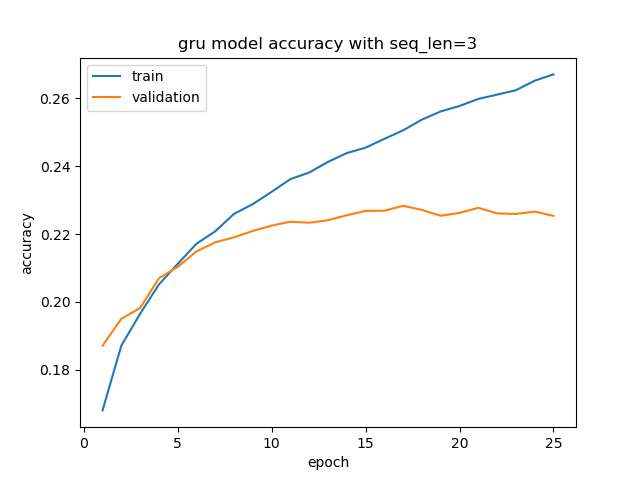 gru model accuracy with seq_len=3
train
validation
accuracy
0.26
0.24
0.22
0.20
0.18
0 5 10 15 20 25
epoch